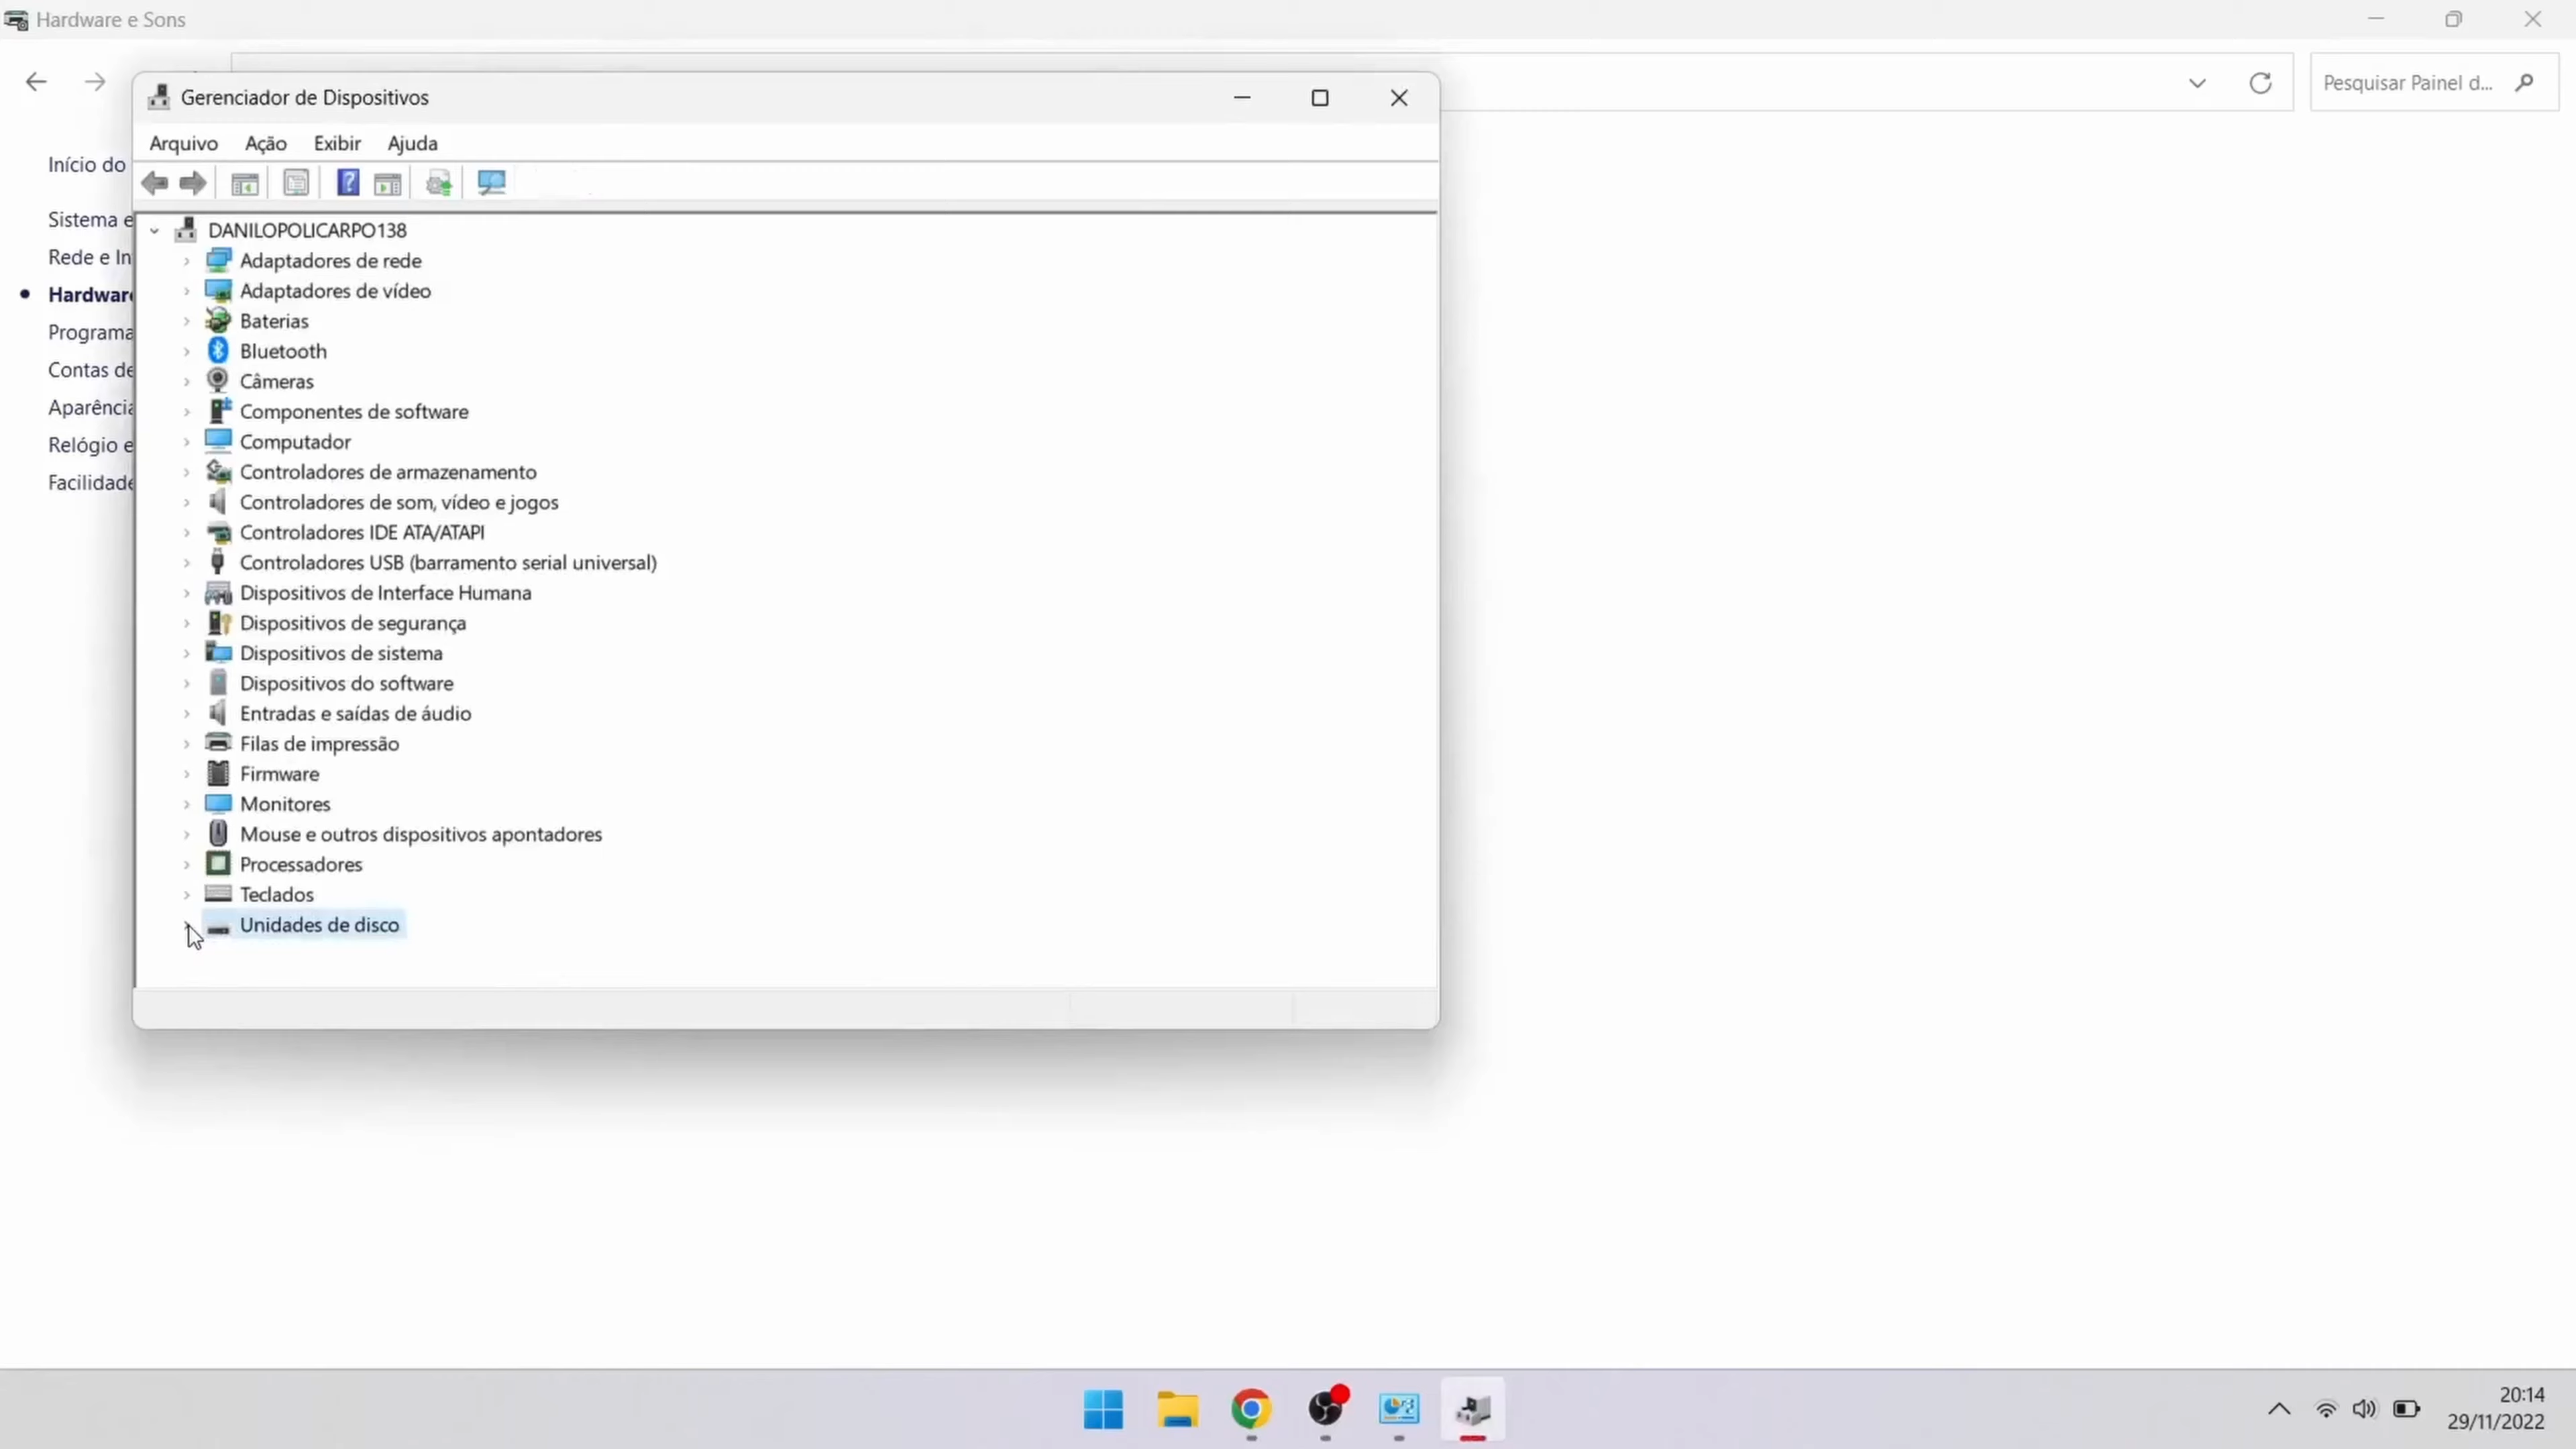 Hardware e Sons
Pesquisar Painel d...
Gerenciador de Dispositivos
Arquivo Ação Exibir Ajuda
Início do
Sistema e
Rede e In
Hardware
Programa
Contas de
Aparência
Relógio e
Facilidade
DANILOPOLICARPO138
Adaptadores de rede
Adaptadores de vídeo
Baterias
Bluetooth
Câmeras
Componentes de software
Computador
Controladores de armazenamento
Controladores de som, vídeo e jogos
Controladores IDE ATA/ATAPI
Controladores USB (barramento serial universal)
Dispositivos de Interface Humana
Dispositivos de segurança
Dispositivos de sistema
Dispositivos do software
Entradas e saídas de áudio
Filas de impressão
Firmware
Monitores
Mouse e outros dispositivos apontadores
Processadores
Teclados
Unidades de disco
20:14
29/11/2022